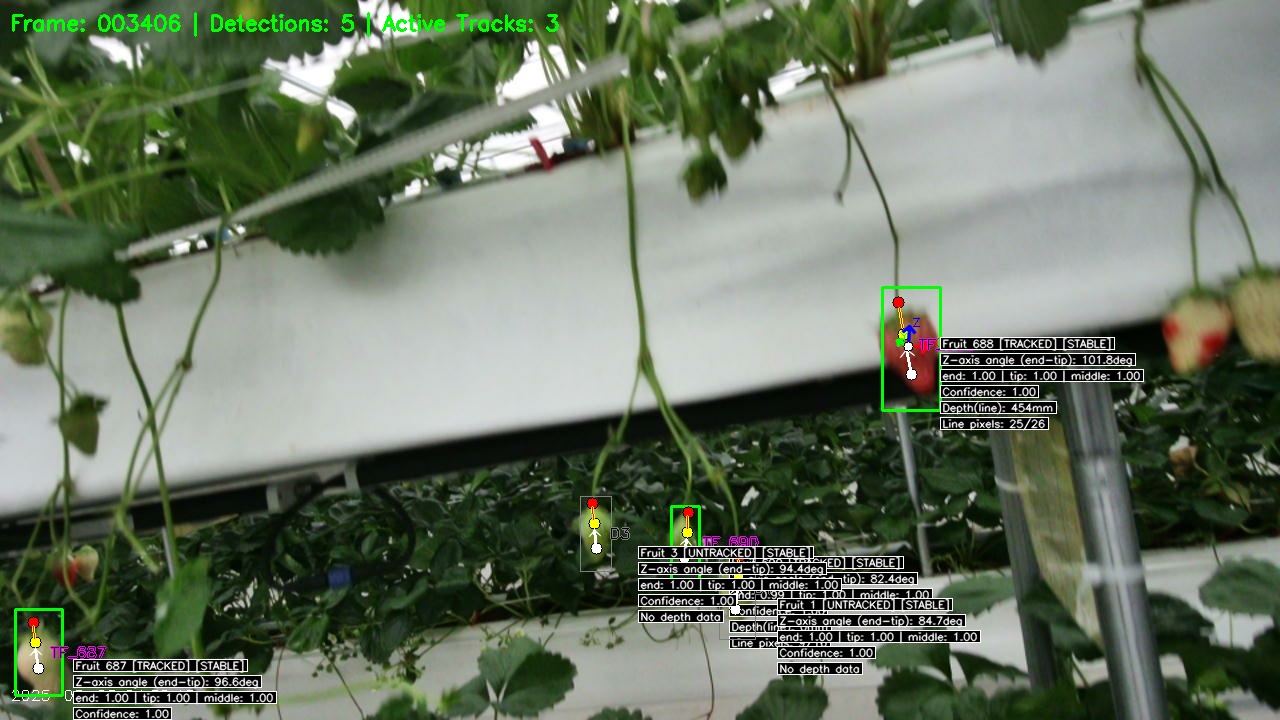 Frame: 003406 | Detections: 5 | Active Tracks: 3
Fruit 688 [TRACKED] [STABLE]
Z-axis angle (end-tip): 101.8deg
end: 1.00 | tip: 1.00 | middle: 1.00
Confidence: 1.00
Depth(line): 454mm
Line pixels: 25/26
Z
D3
TF_690
Fruit 3 [UNTRACKED] [STABLE]
Z-axis angle (end-tip): 94.4deg
end: 1.00 | tip: 1.00 | middle: 1.00
Confidence: 1.00
No depth data
82.4deg
Fruit 1 [UNTRACKED] [STABLE]
Z-axis angle (end-tip): 84.7deg
end: 1.00 | tip: 1.00 | middle: 1.00
Confidence: 1.00
No depth data
TF_687
Fruit 687 [TRACKED] [STABLE]
Z-axis angle (end-tip): 96.6deg
end: 1.00 | tip: 1.00 | middle: 1.00
Confidence: 1.00
2025